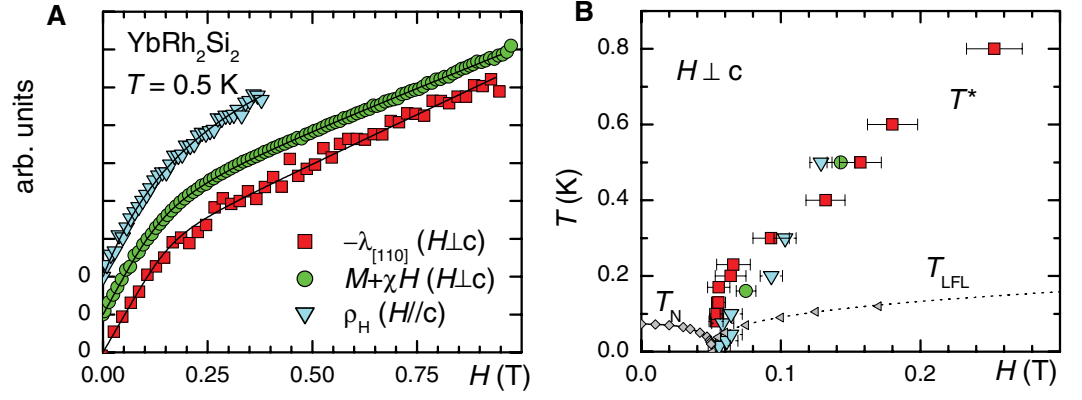 A
YbRh₂Si₂
T = 0.5 K
arb. units
0
0
0
−λ[110] (H⊥c)
M+χH (H⊥c)
ρH (H//c)
0.00 0.25 0.50 0.75 H (T)
B
H ⊥ c
T*
T (K)
0.8
0.6
0.4
0.2
0.0
TN
TLFL
0.0 0.1 0.2 H (T)